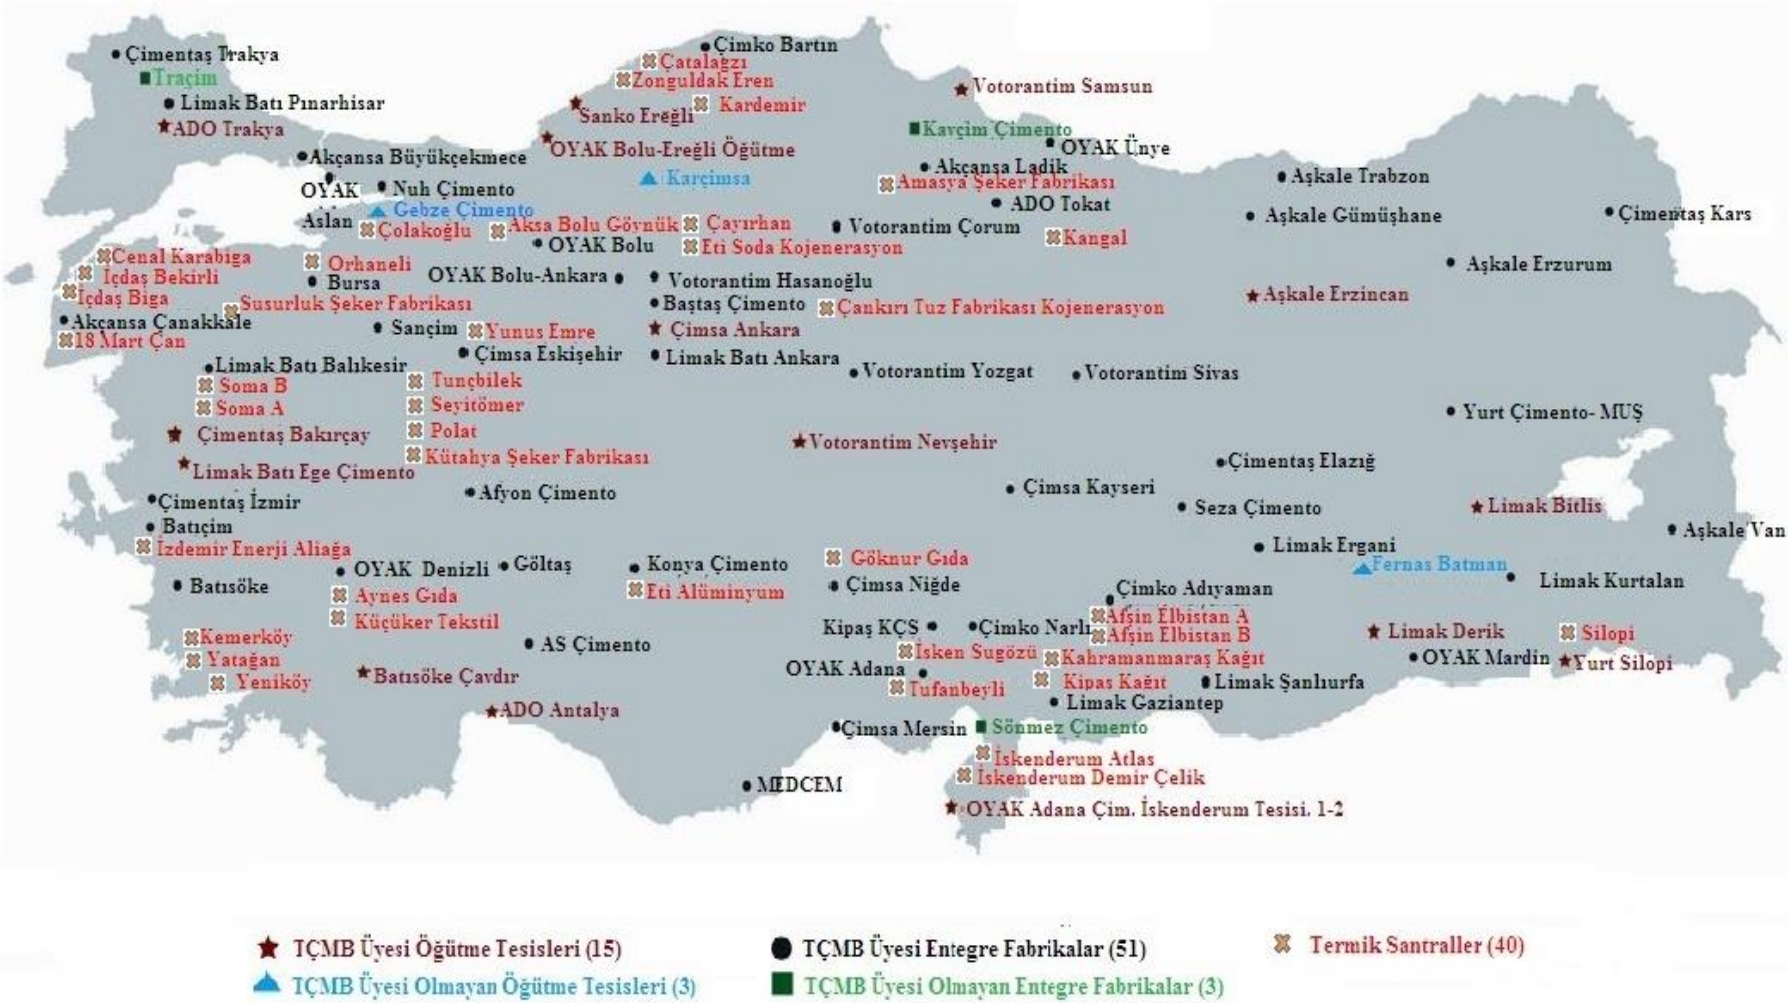 Çimko Bartın
Çimentaş Trakya
Çatalağzı
Traçim
Zonguldak Eren
Votorantim Samsun
Limak Batı Pınarhisar
Kardemir
Sanko Ereğli
ADO Trakya
Kavçim Çimento
OYAK Bolu-Ereğli Öğütme
OYAK Ünye
Akçansa Büyükçekmece
Akçansa Ladik
Karçimsa
Aşkale Trabzon
OYAK
Nuh Çimento
Amasya Şeker Fabrikası
ADO Tokat
Gebze Çimento
Aşkale Gümüşhane
Çimentaş Kars
Aslan
Çolakoğlu
Aksa Bolu Göynük
Çayırhan
Votorantim Çorum
Kangal
OYAK Bolu
Eti Soda Kojenerasyon
Cenal Karabiga
Orhaneli
Aşkale Erzurum
İçdaş Bekirli
Bursa
OYAK Bolu-Ankara
Votorantim Hasanoğlu
İçdaş Biga
Susurluk Şeker Fabrikası
Baştaş Çimento
Çankırı Tuz Fabrikası Kojenerasyon
Aşkale Erzincan
Akçansa Çanakkale
Sançim
Yunus Emre
Çimsa Ankara
18 Mart Çan
Çimsa Eskişehir
Limak Batı Ankara
Limak Batı Balıkesir
Votorantim Yozgat
Votorantim Sivas
Soma B
Tunçbilek
Soma A
Seyitömer
Yurt Çimento- MUŞ
Çimentaş Bakırçay
Polat
Votorantim Nevşehir
Limak Batı Ege Çimento
Kütahya Şeker Fabrikası
Çimentaş Elazığ
Çimentaş İzmir
Afyon Çimento
Çimsa Kayseri
Seza Çimento
Limak Bitlis
Batıçim
Aşkale Van
İzdemir Enerji Aliağa
Limak Ergani
OYAK Denizli
Göltaş
Konya Çimento
Göknur Gıda
Fernas Batman
Batısöke
Aynes Gıda
Eti Alüminyum
Çimsa Niğde
Çimko Adıyaman
Limak Kurtalan
Küçüker Tekstil
Kipaş KÇS
Çimko Narlı
Afşin Elbistan A
Kemerköy
AS Çimento
Afşin Elbistan B
Limak Derik
Silopi
Yatağan
İsken Sugözü
Kahramanmaraş Kağıt
OYAK Mardin
Yurt Silopi
Yeniköy
Batısöke Çavdır
OYAK Adana
Tufanbeyli
Kipaş Kağıt
Limak Şanlıurfa
ADO Antalya
Limak Gaziantep
Çimsa Mersin
Sönmez Çimento
İskenderum Atlas
MEDCEM
İskenderum Demir Çelik
OYAK Adana Çim. İskenderum Tesisi. 1-2
TÇMB Üyesi Öğütme Tesisleri (15)
TÇMB Üyesi Entegre Fabrikalar (51)
Termik Santraller (40)
TÇMB Üyesi Olmayan Öğütme Tesisleri (3)
TÇMB Üyesi Olmayan Entegre Fabrikalar (3)